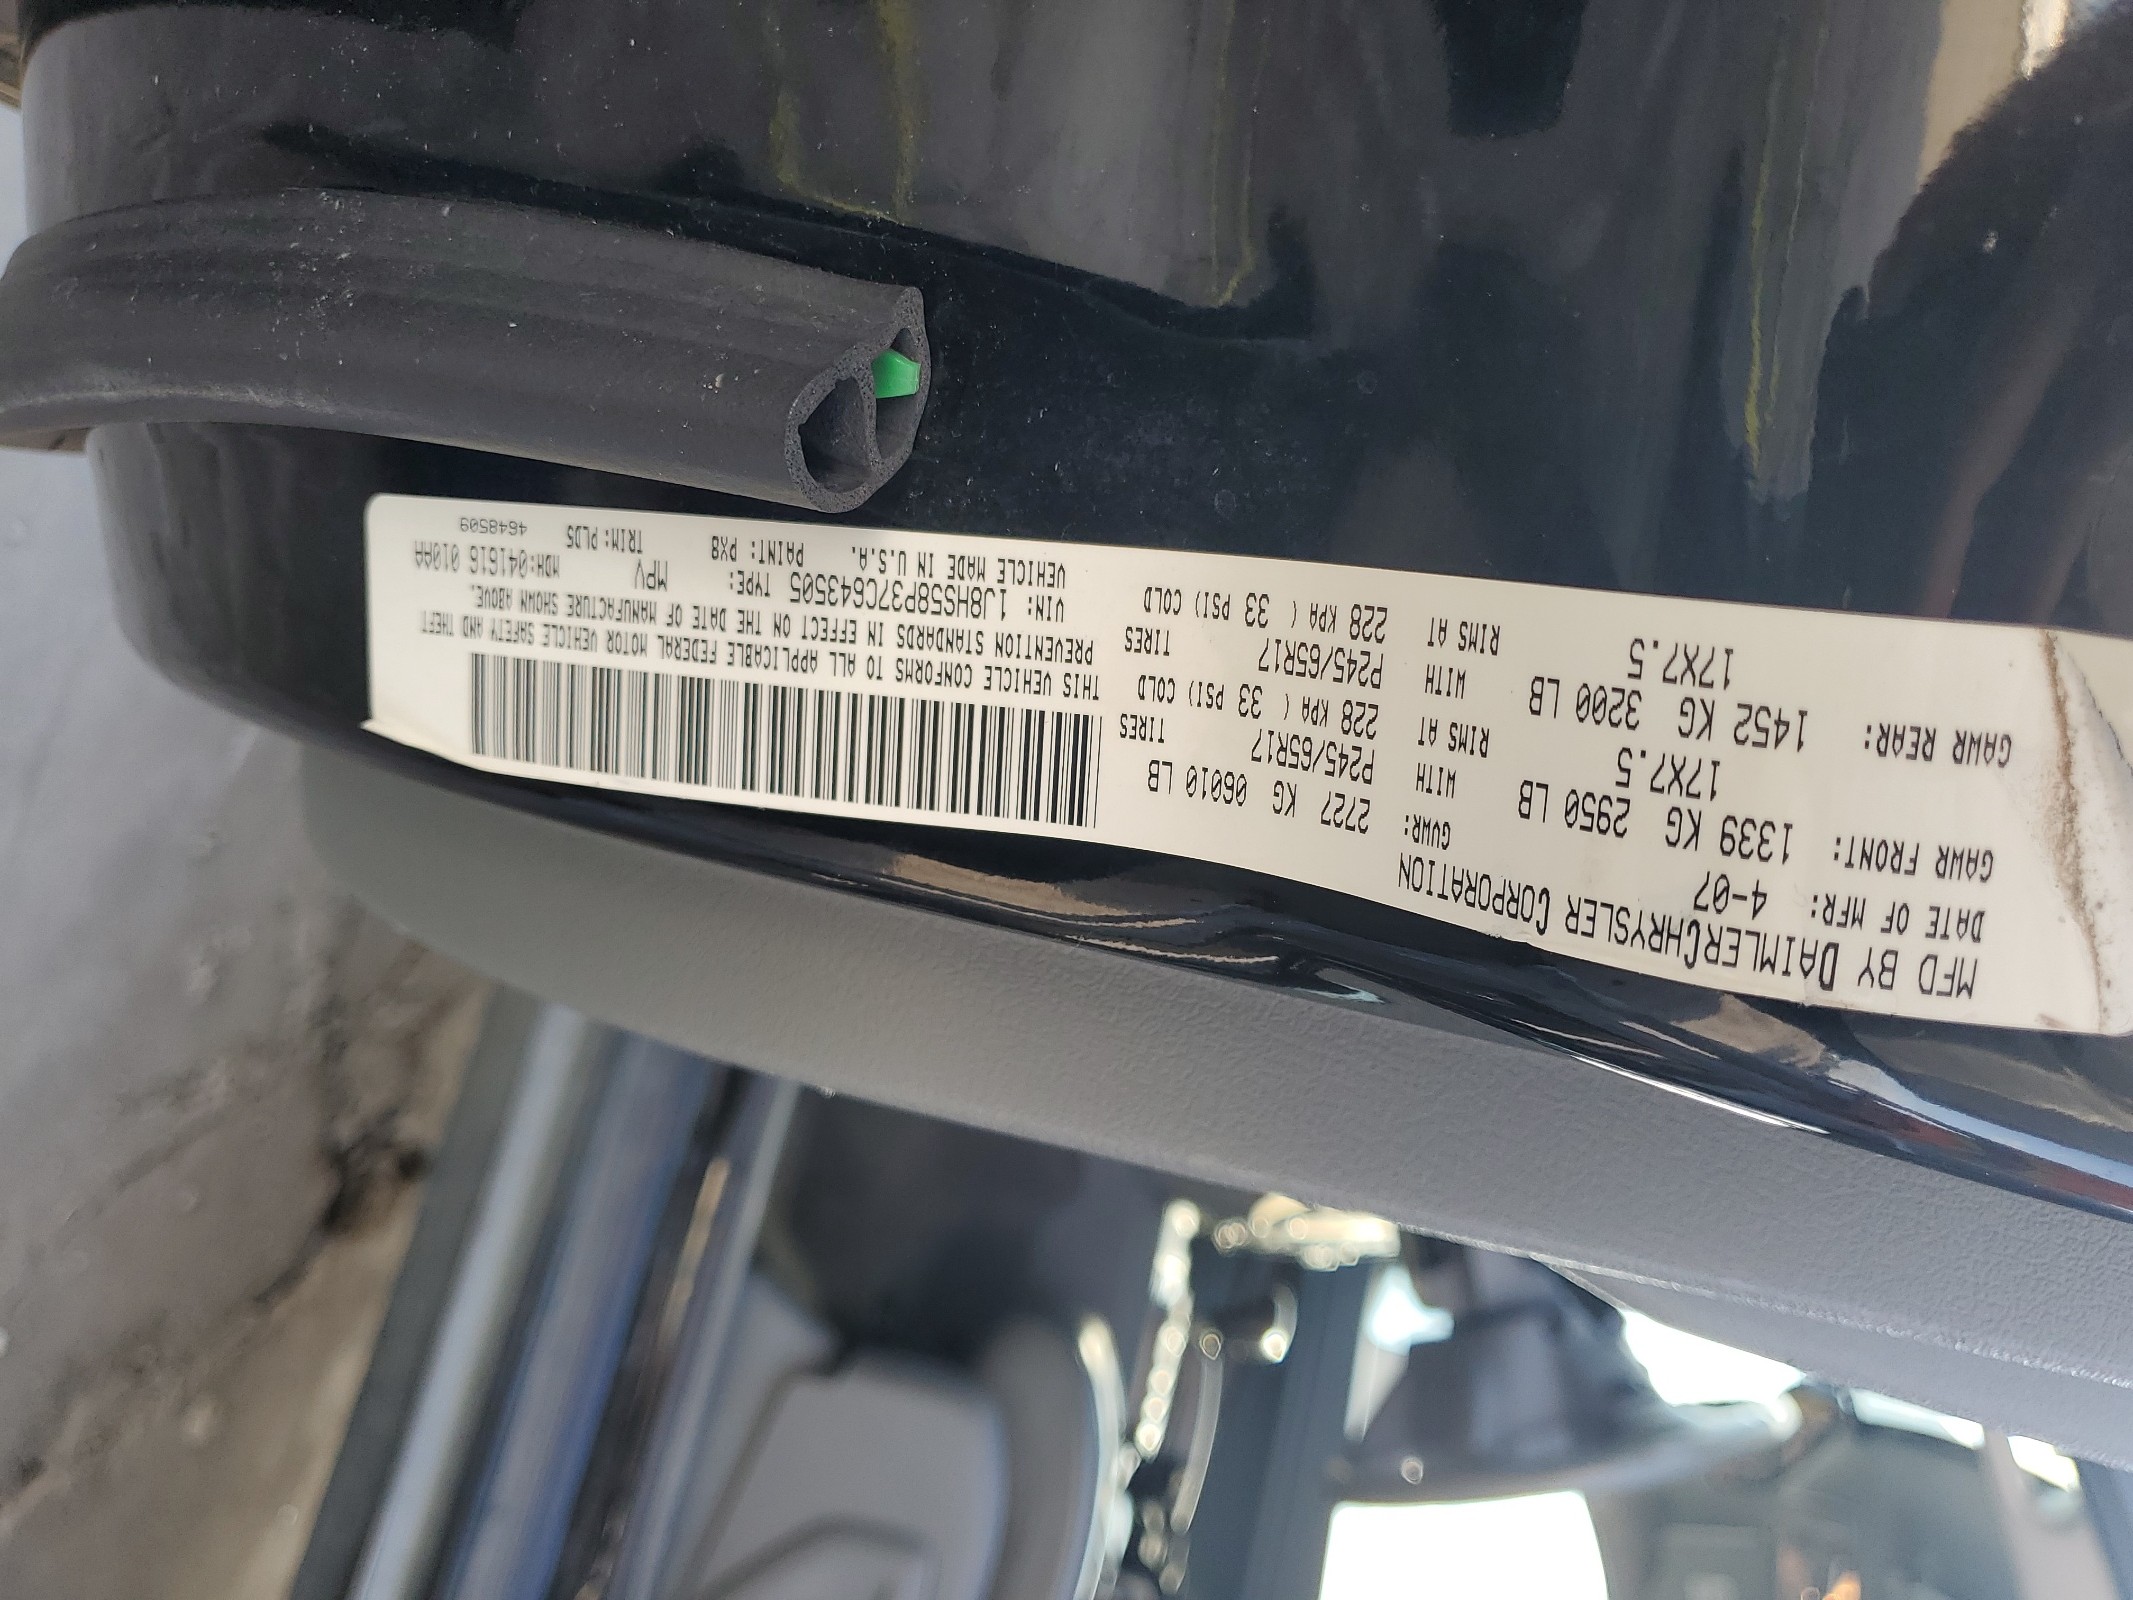 MFD BY DAIMLERCHRYSLER CORPORATION
DATE OF MFR: 4-07 GVWR: 2727 KG 06010 LB
GAWR FRONT: 1339 KG 2950 LB WITH P245/65R17 TIRES
17X7.5 RIMS AT 228 KPA ( 33 PSI) COLD
GAWR REAR: 1452 KG 3200 LB WITH P245/65R17 TIRES
17X7.5 RIMS AT 228 KPA ( 33 PSI) COLD
THIS VEHICLE CONFORMS TO ALL APPLICABLE FEDERAL MOTOR VEHICLE SAFETY AND THEFT
PREVENTION STANDARDS IN EFFECT ON THE DATE OF MANUFACTURE SHOWN ABOVE.
VIN: 1J8HS58P37C643505 TYPE: MPV MDH:041616 010AA
VEHICLE MADE IN U.S.A. PAINT: PX8 TRIM:PLD5 4648509